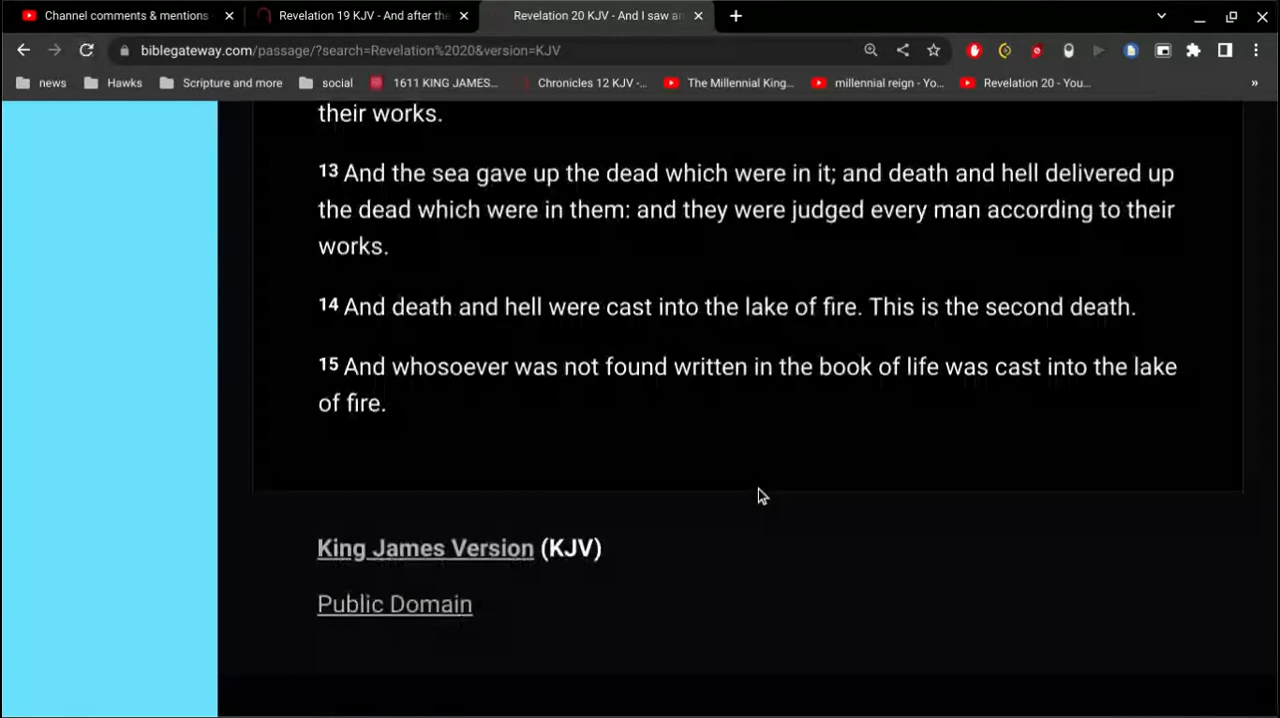 Channel comments & mentions
Revelation 19 KJV - And after the
Revelation 20 KJV - And I saw an
biblegateway.com/passage/?search=Revelation%2020&version=KJV
news
Hawks
Scripture and more
social
1611 KING JAMES...
Chronicles 12 KJV -...
The Millennial King...
millennial reign - Yo...
Revelation 20 - You...
»
their works.
13 And the sea gave up the dead which were in it; and death and hell delivered up
the dead which were in them: and they were judged every man according to their
works.
14 And death and hell were cast into the lake of fire. This is the second death.
15 And whosoever was not found written in the book of life was cast into the lake
of fire.
King James Version (KJV)
Public Domain